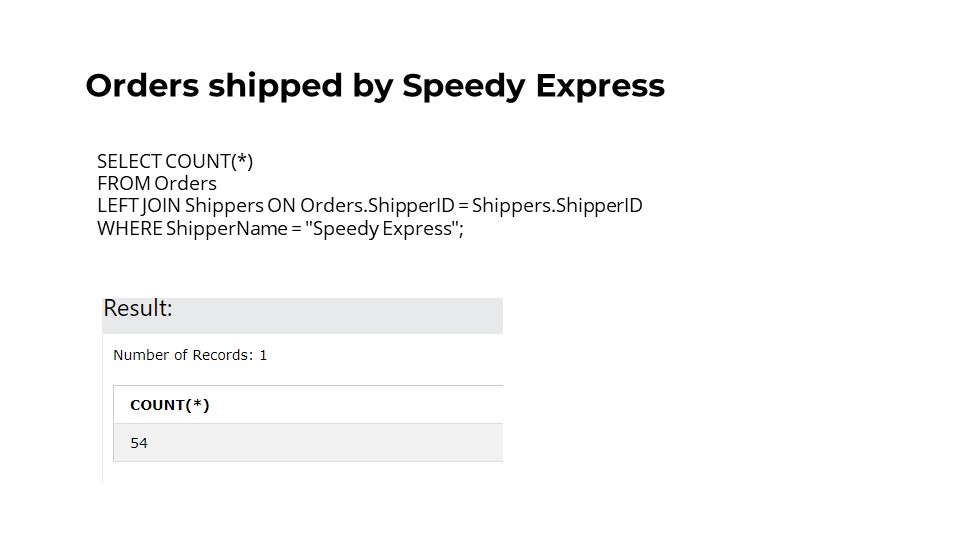 Orders shipped by Speedy Express
SELECT COUNT(*)
FROM Orders
LEFT JOIN Shippers ON Orders.ShipperID = Shippers.ShipperID
WHERE ShipperName = "Speedy Express";
Result:
Number of Records: 1
COUNT(*)
54